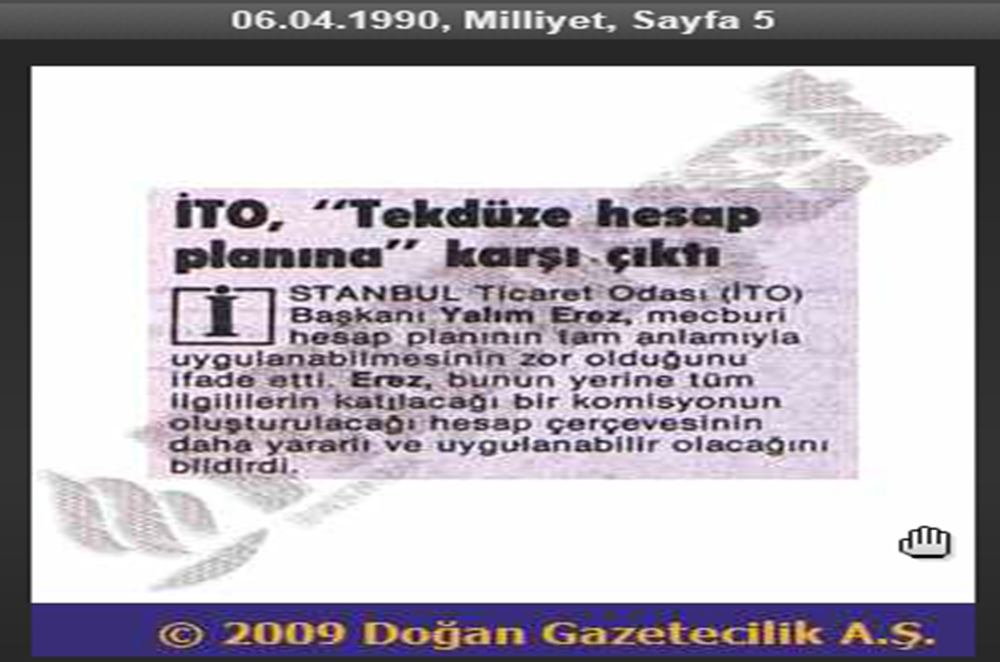 06.04.1990, Milliyet, Sayfa 5
İTO, “Tekdüze hesap
planına” karşı çıktı
İSTANBUL Ticaret Odası (İTO)
Başkanı Yalım Erez, mecburi
hesap planının tam anlamıyla
uygulanabilmesinin zor olduğunu
ifade etti. Erez, bunun yerine tüm
ilgililerin katılacağı bir komisyonun
oluşturulacağı hesap çerçevesinin
daha yararlı ve uygulanabilir olacağını
bildirdi.
© 2009 Doğan Gazetecilik A.Ş.